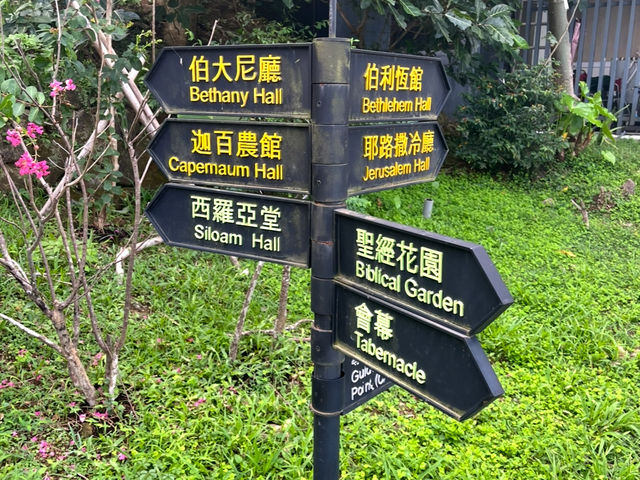 伯大尼廳
Bethany Hall
伯利恆館
Bethlehem Hall
迦百農館
Capernaum Hall
耶路撒冷廳
Jerusalem Hall
西羅亞堂
Siloam Hall
聖經花園
Biblical Garden
會幕
Tabernacle
Point (C